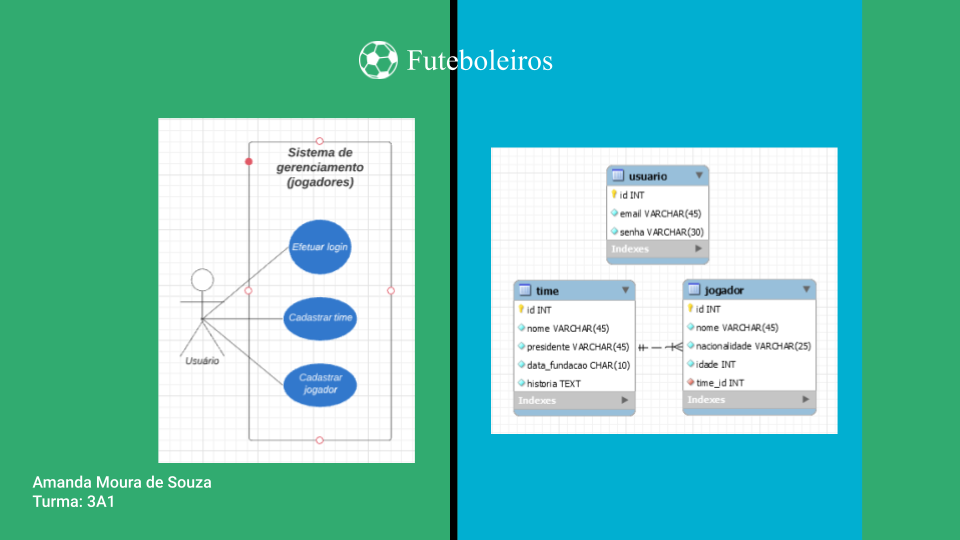 Futeboleiros
Sistema de
gerenciamento
(jogadores)
Efetuar login
Cadastrar time
Cadastrar
jogador
Usuário
usuario
id INT
email VARCHAR(45)
senha VARCHAR(30)
Indexes
time
id INT
nome VARCHAR(45)
presidente VARCHAR(45)
data_fundacao CHAR(10)
historia TEXT
Indexes
jogador
id INT
nome VARCHAR(45)
nacionalidade VARCHAR(25)
idade INT
time_id INT
Indexes
Amanda Moura de Souza
Turma: 3A1